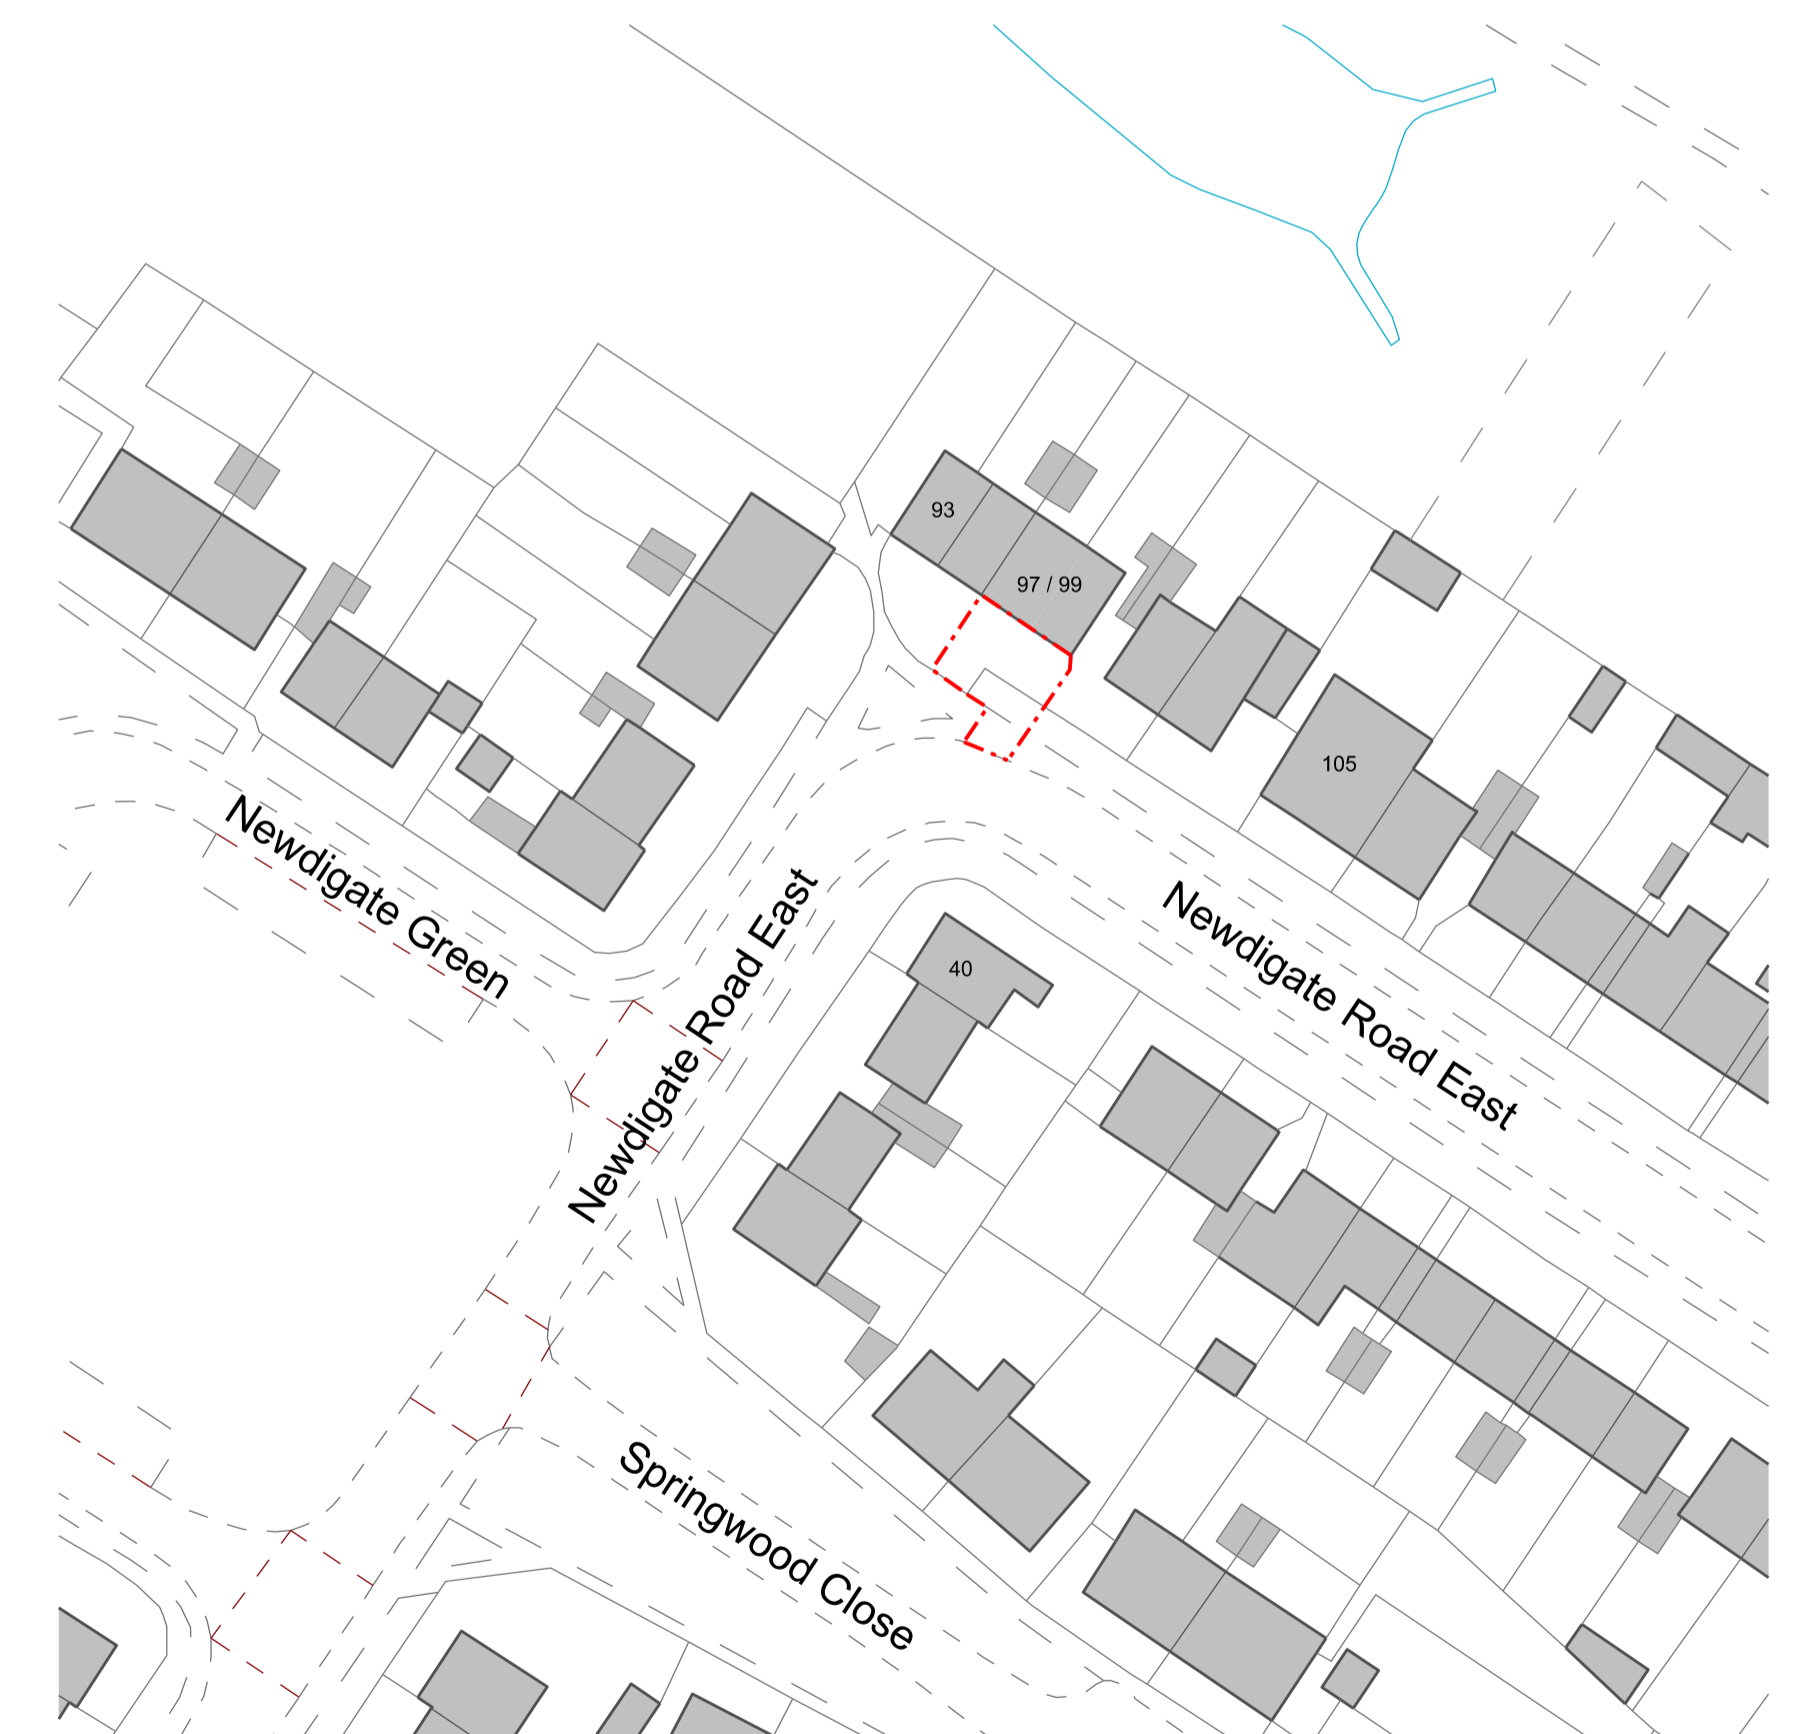 93
97 / 99
105
Newdigate Green
Newdigate Road East
Newdigate Road East
40
Springwood Close